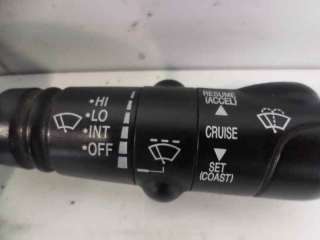 •HI
•LO
•INT
•OFF
RESUME
(ACCEL)
CRUISE
SET
(COAST)